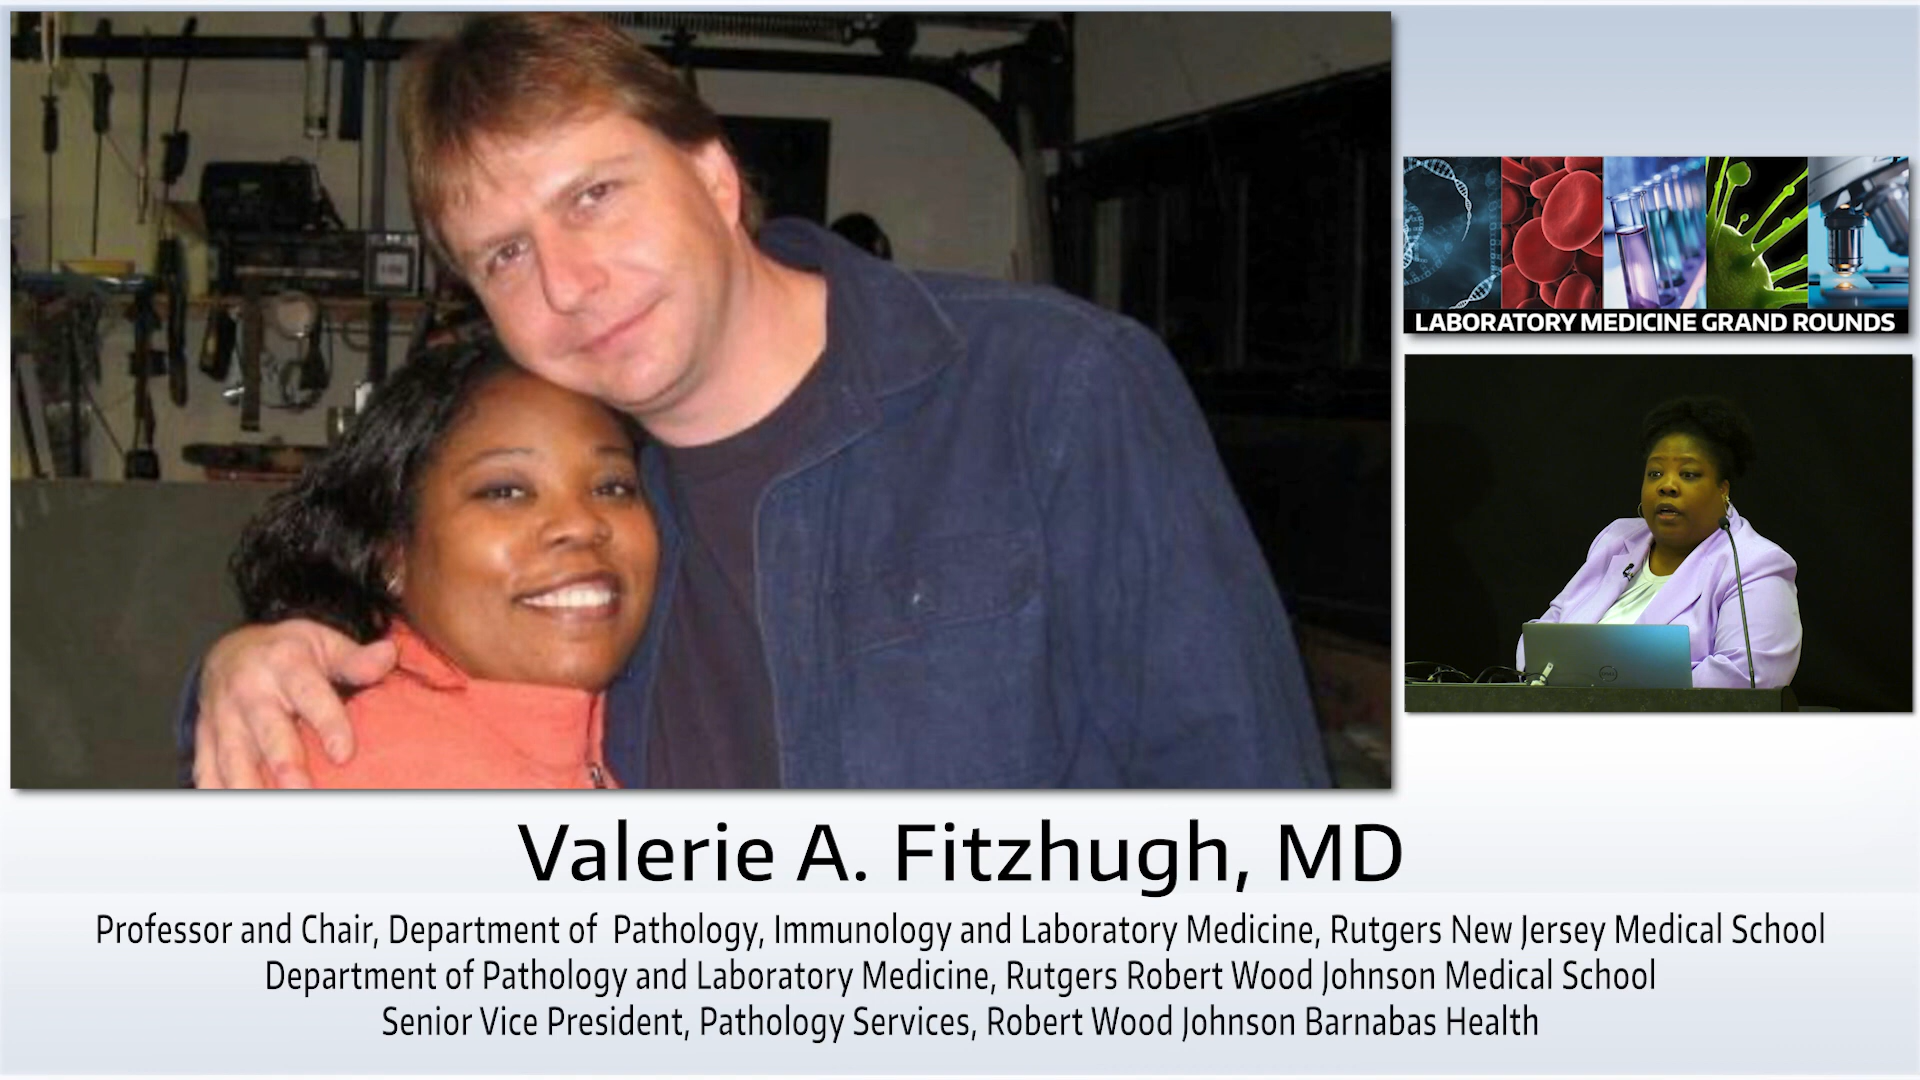 LABORATORY MEDICINE GRAND ROUNDS
Valerie A. Fitzhugh, MD
Professor and Chair, Department of  Pathology, Immunology and Laboratory Medicine, Rutgers New Jersey Medical School
Department of Pathology and Laboratory Medicine, Rutgers Robert Wood Johnson Medical School
Senior Vice President, Pathology Services, Robert Wood Johnson Barnabas Health